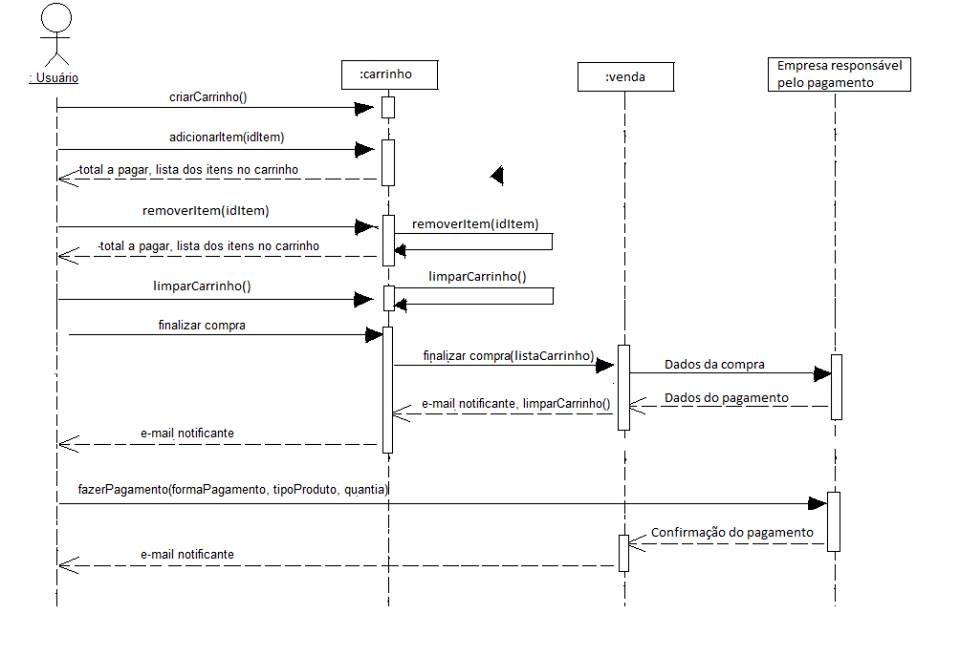 : Usuário
:carrinho
:venda
Empresa responsável
pelo pagamento
criarCarrinho()
adicionarItem(idItem)
total a pagar, lista dos itens no carrinho
removerItem(idItem)
removerItem(idItem)
total a pagar, lista dos itens no carrinho
limparCarrinho()
limparCarrinho()
finalizar compra
finalizar compra(listaCarrinho)
Dados da compra
Dados do pagamento
e-mail notificante, limparCarrinho()
e-mail notificante
fazerPagamento(formaPagamento, tipoProduto, quantia)
Confirmação do pagamento
e-mail notificante